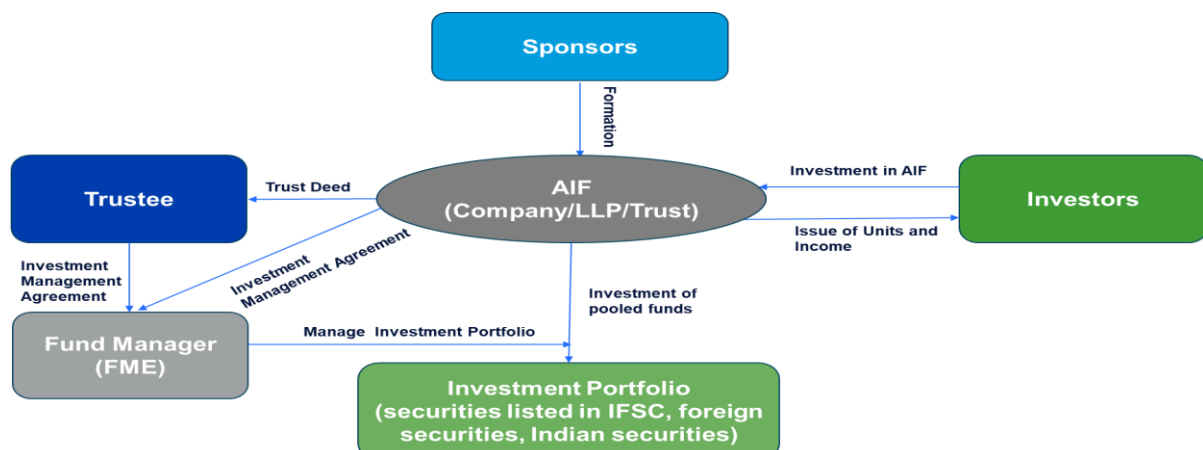 Sponsors
Formation
AIF
(Company/LLP/Trust)
Trust Deed
Investment in AIF
Trustee
Investors
Issue of Units and
Income
Investment
Management
Agreement
Investment
Management Agreement
Investment of
pooled funds
Manage Investment Portfolio
Fund Manager
(FME)
Investment Portfolio
(securities listed in IFSC, foreign
securities, Indian securities)